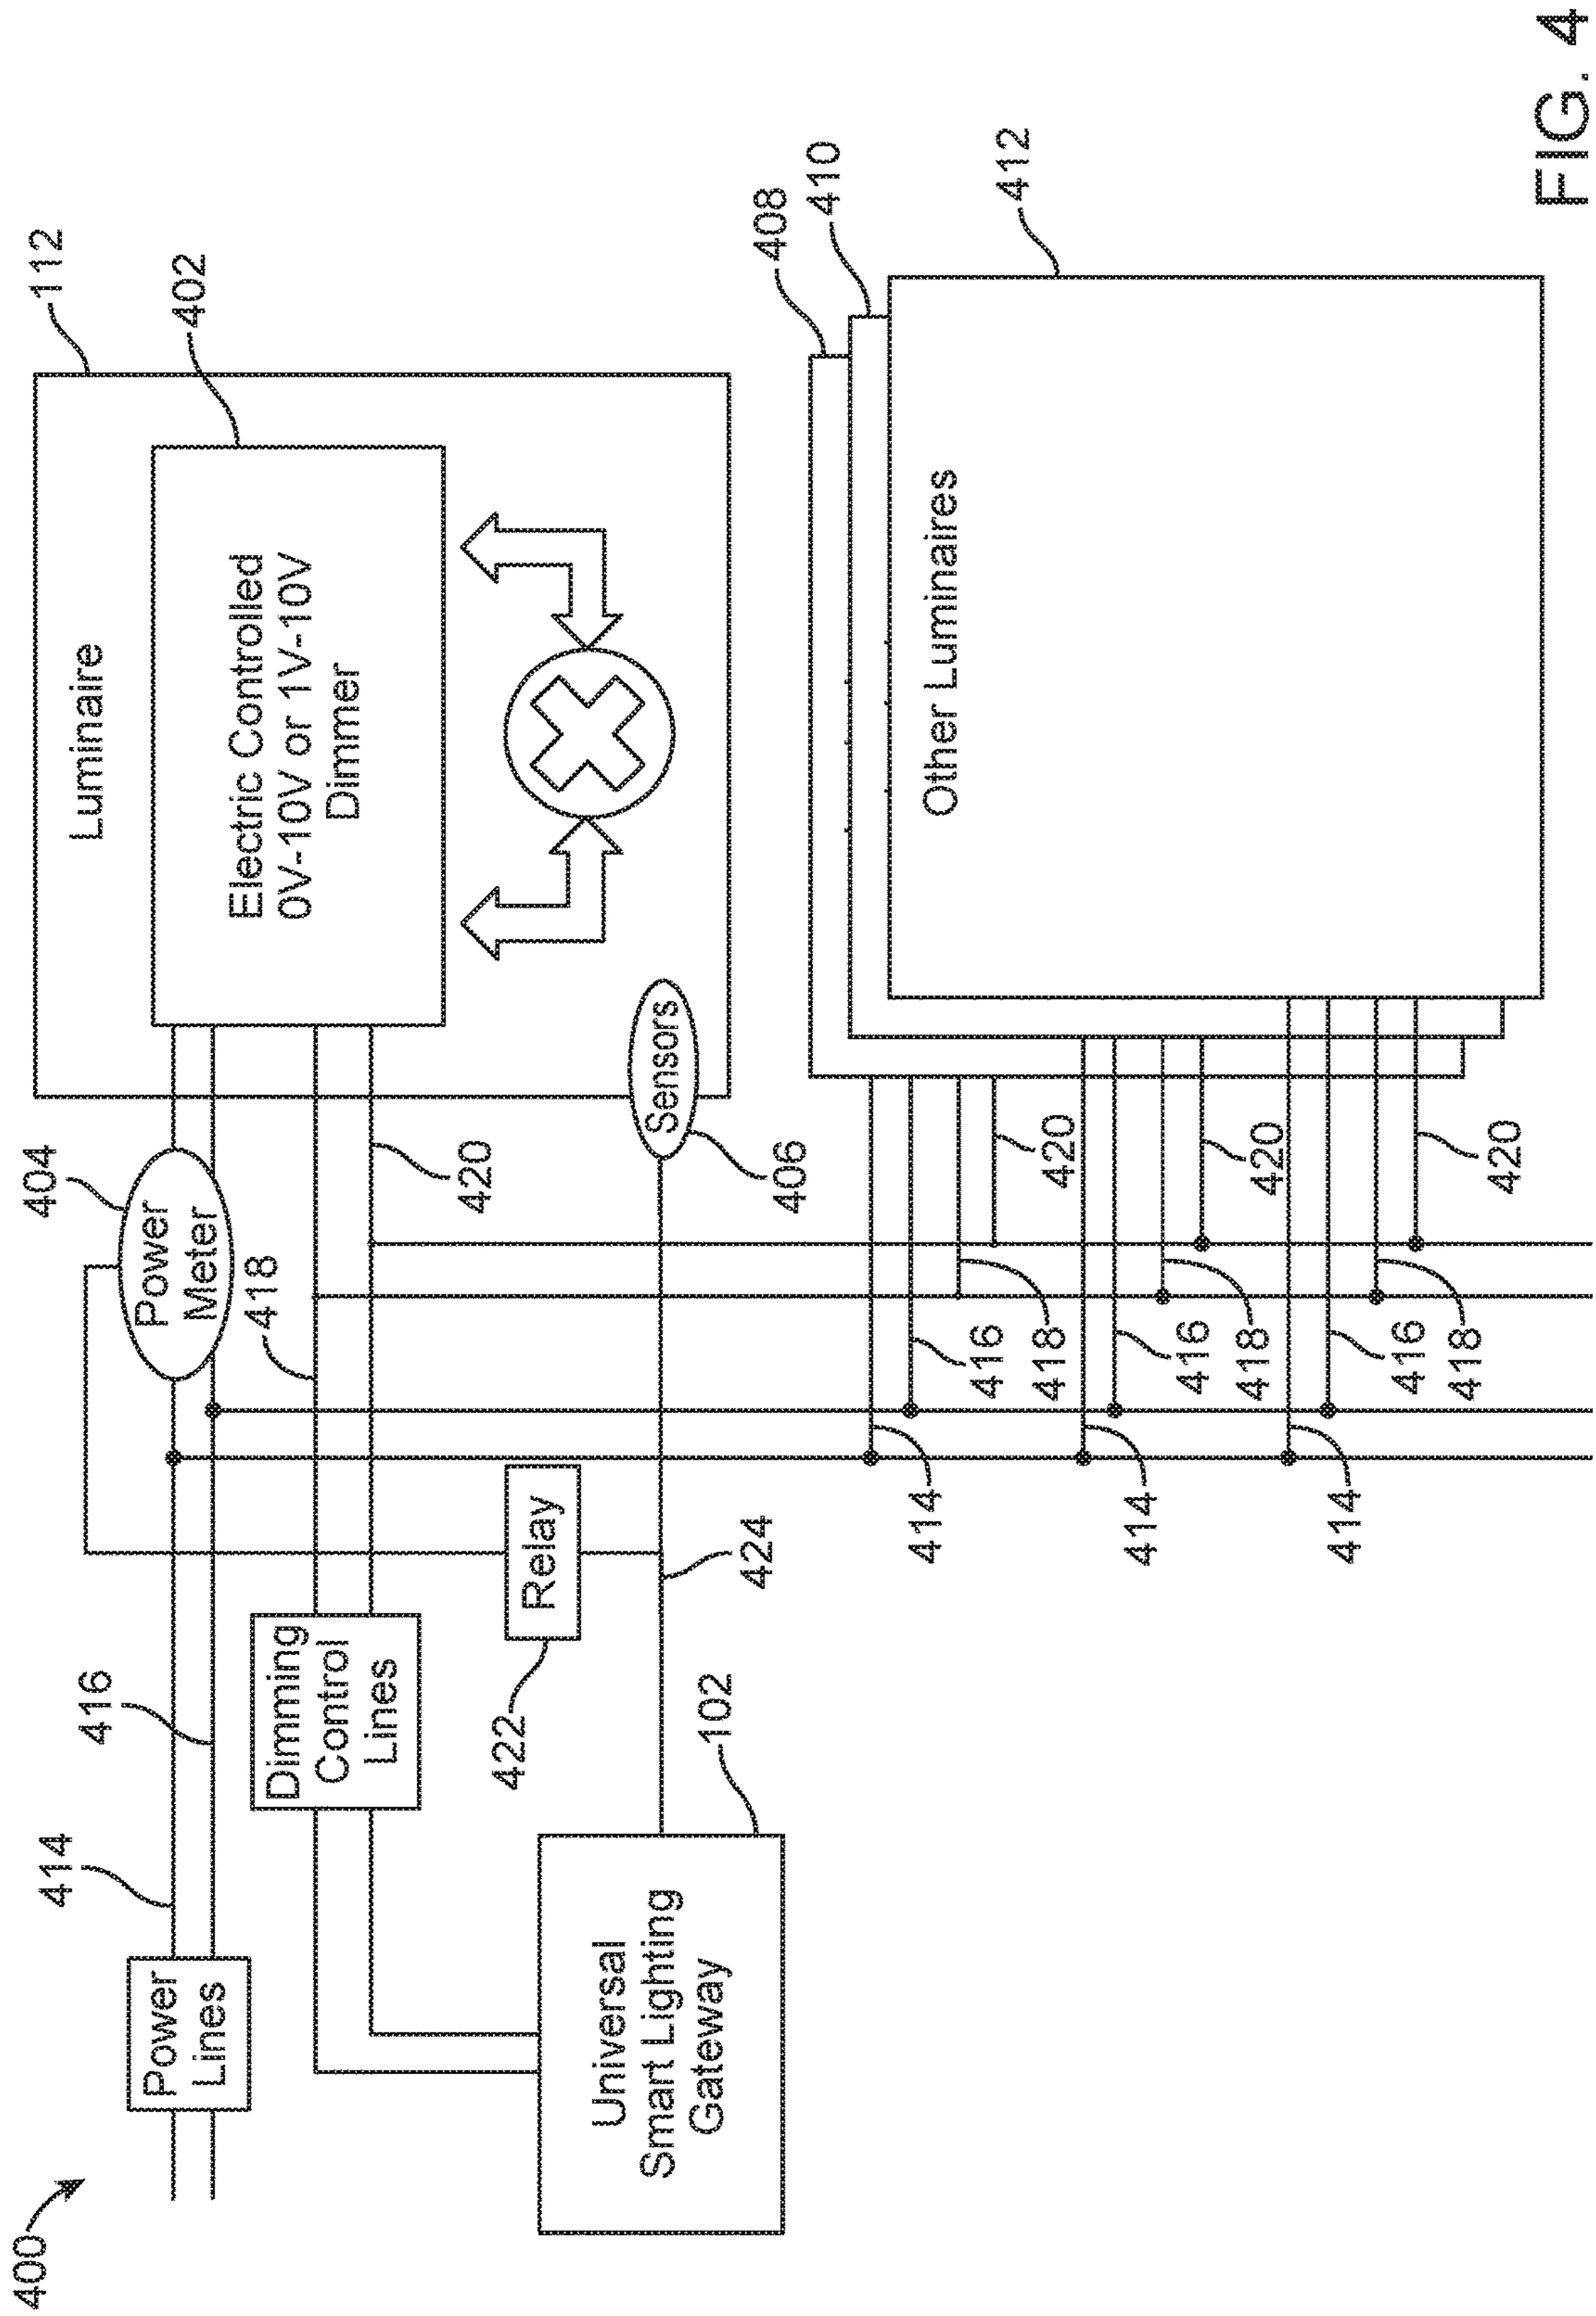 400
414
416
Power
Lines
404
Power
Meter
112
Luminaire
402
Electric Controlled
0V-10V or 1V-10V
Dimmer
418
420
Dimming
Control
Lines
Sensors
406
Relay
422
424
102
Universal
Smart Lighting
Gateway
408
410
412
Other Luminaires
414
416
418
420
414
416
418
420
414
416
418
420
FIG. 4